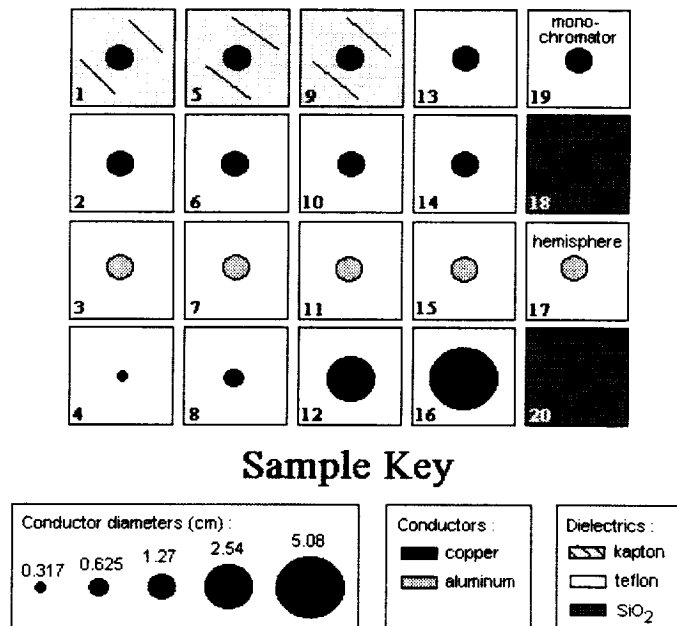 mono-
chromator
1 5 9 13 19
2 6 10 14 18
hemisphere
3 7 11 15 17
4 8 12 16 20
Sample Key
Conductor diameters (cm) :
0.317 0.625 1.27 2.54 5.08
Conductors :
copper
aluminum
Dielectrics :
kapton
teflon
SiO2